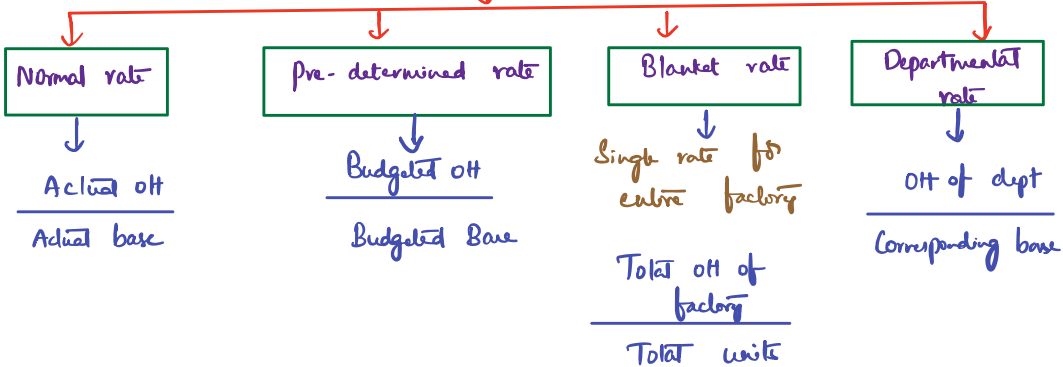 Normal rate
Actual OH
Actual base
Pre-determined rate
Budgeted OH
Budgeted Base
Blanket rate
Single rate for
entire factory
Total OH of
factory
Total units
Departmental
rate
OH of dept
Corresponding base